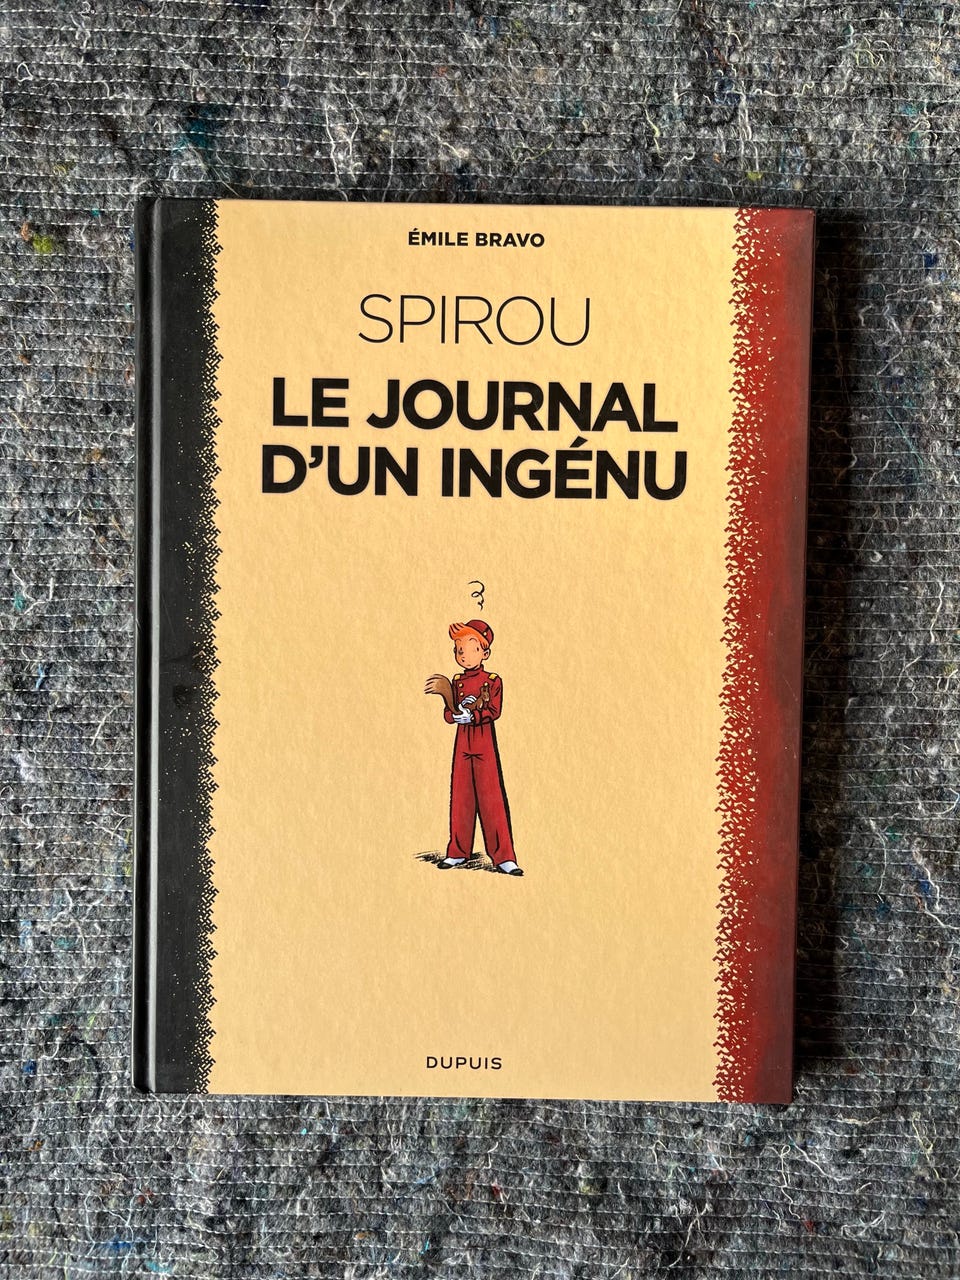 ÉMILE BRAVO
SPIROU
LE JOURNAL
D'UN INGÉNU
DUPUIS